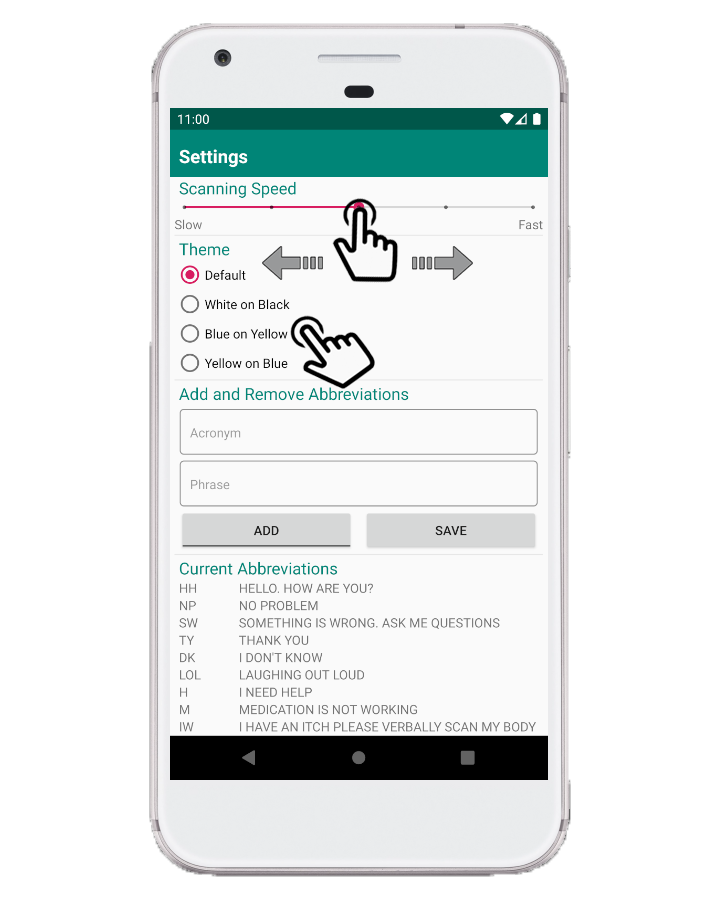 11:00
Settings
Scanning Speed
Slow Fast
Theme
Default
White on Black
Blue on Yellow
Yellow on Blue
Add and Remove Abbreviations
Acronym
Phrase
ADD SAVE
Current Abbreviations
HH HELLO. HOW ARE YOU?
NP NO PROBLEM
SW SOMETHING IS WRONG. ASK ME QUESTIONS
TY THANK YOU
DK I DON'T KNOW
LOL LAUGHING OUT LOUD
H I NEED HELP
M MEDICATION IS NOT WORKING
IW I HAVE AN ITCH PLEASE VERBALLY SCAN MY BODY